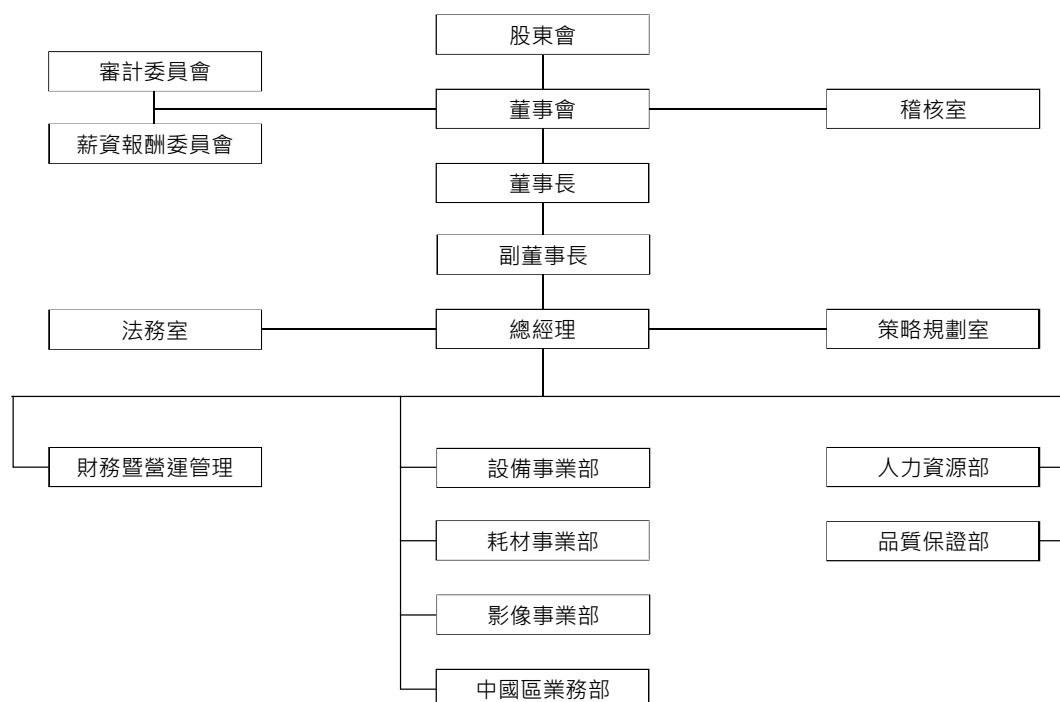 股東會
審計委員會
董事會
稽核室
薪資報酬委員會
董事長
副董事長
法務室
總經理
策略規劃室
財務暨營運管理
設備事業部
人力資源部
耗材事業部
品質保證部
影像事業部
中國區業務部